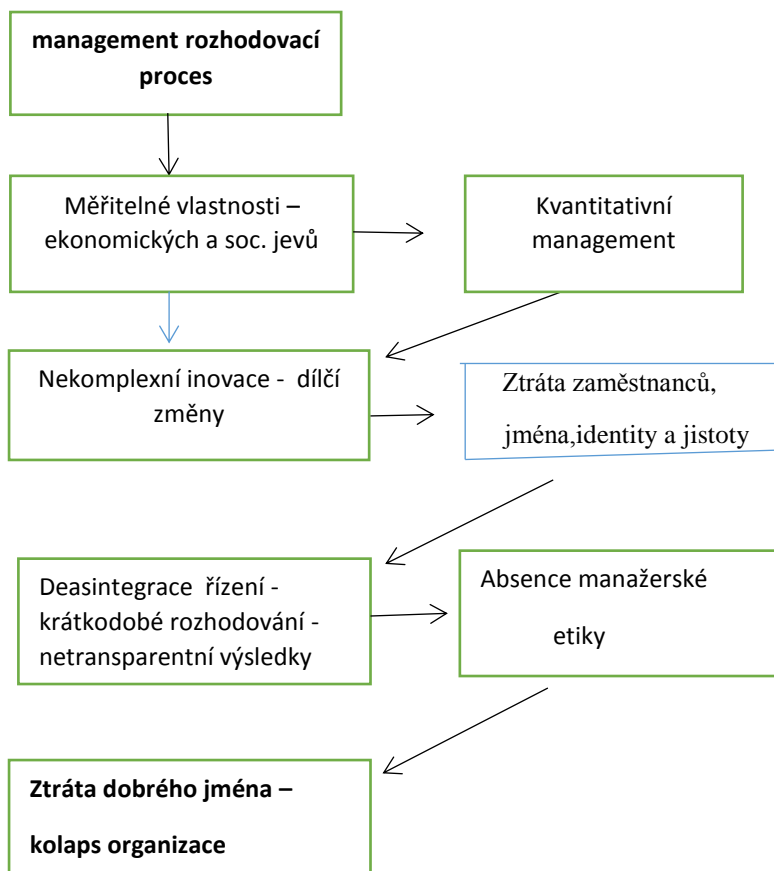 management rozhodovací
proces
Měřitelné vlastnosti –
ekonomických a soc. jevů
Kvantitativní
management
Nekomplexní inovace - dílčí
změny
Ztráta zaměstnanců,
jména,identity a jistoty
Deasintegrace řízení -
krátkodobé rozhodování -
netransparentní výsledky
Absence manažerské
etiky
Ztráta dobrého jména –
kolaps organizace